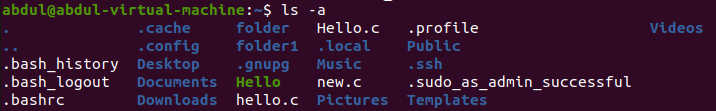 abdul@abdul-virtual-machine:~$ ls -a
. .cache folder Hello.c .profile Videos
.. .config folder1 .local Public
.bash_history Desktop .gnupg Music .ssh
.bash_logout Documents Hello new.c .sudo_as_admin_successful
.bashrc Downloads hello.c Pictures Templates